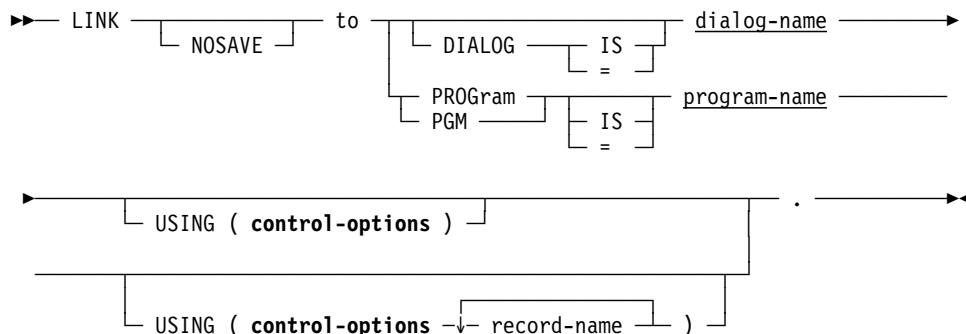 LINK NOSAVE to DIALOG IS = dialog-name
PROGram PGM IS = program-name
USING ( control-options ) .
USING ( control-options record-name )